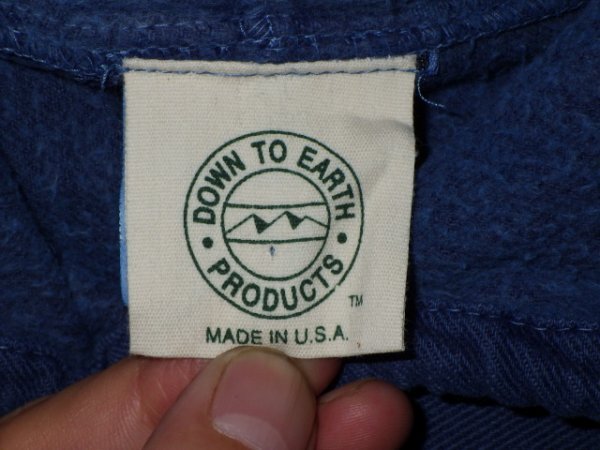 DOWN TO EARTH
• PRODUCTS •
TM
MADE IN U.S.A.